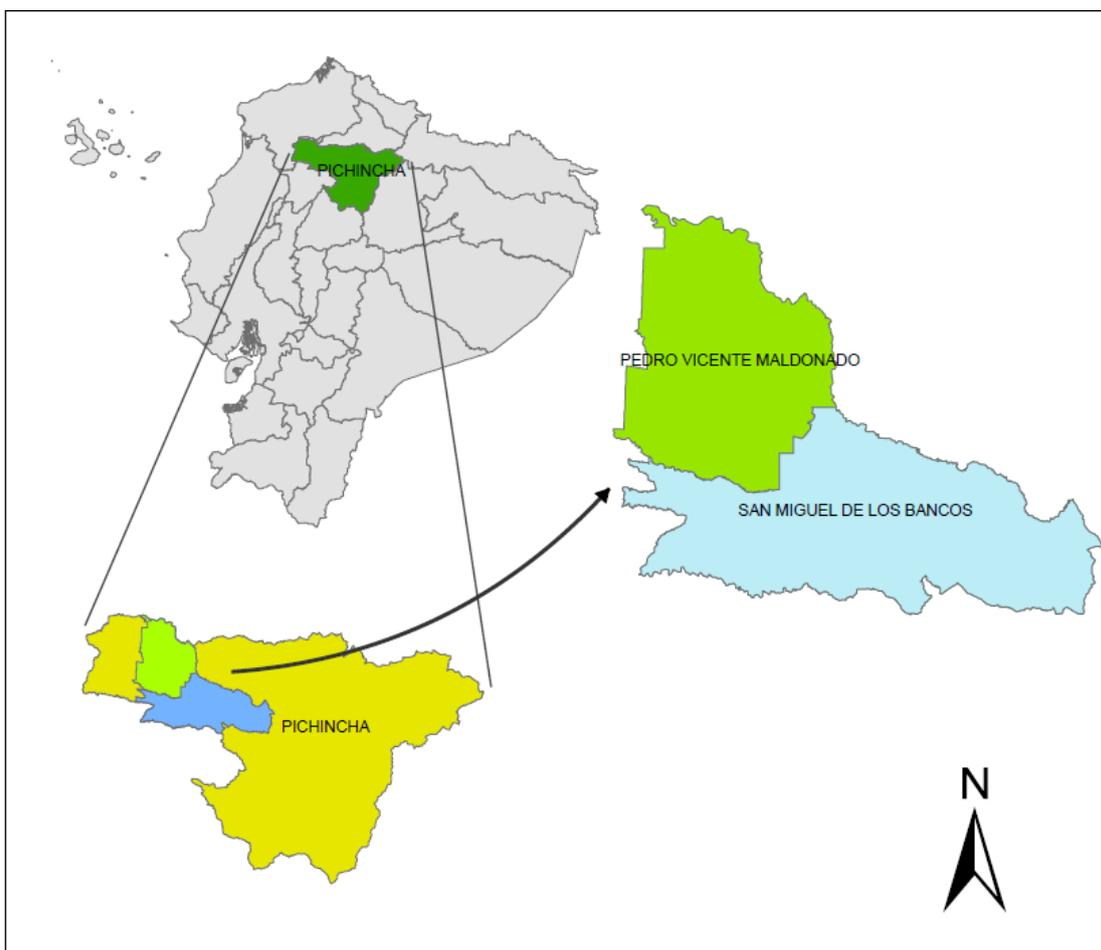 PICHINCHA
PEDRO VICENTE MALDONADO
SAN MIGUEL DE LOS BANCOS
PICHINCHA
N